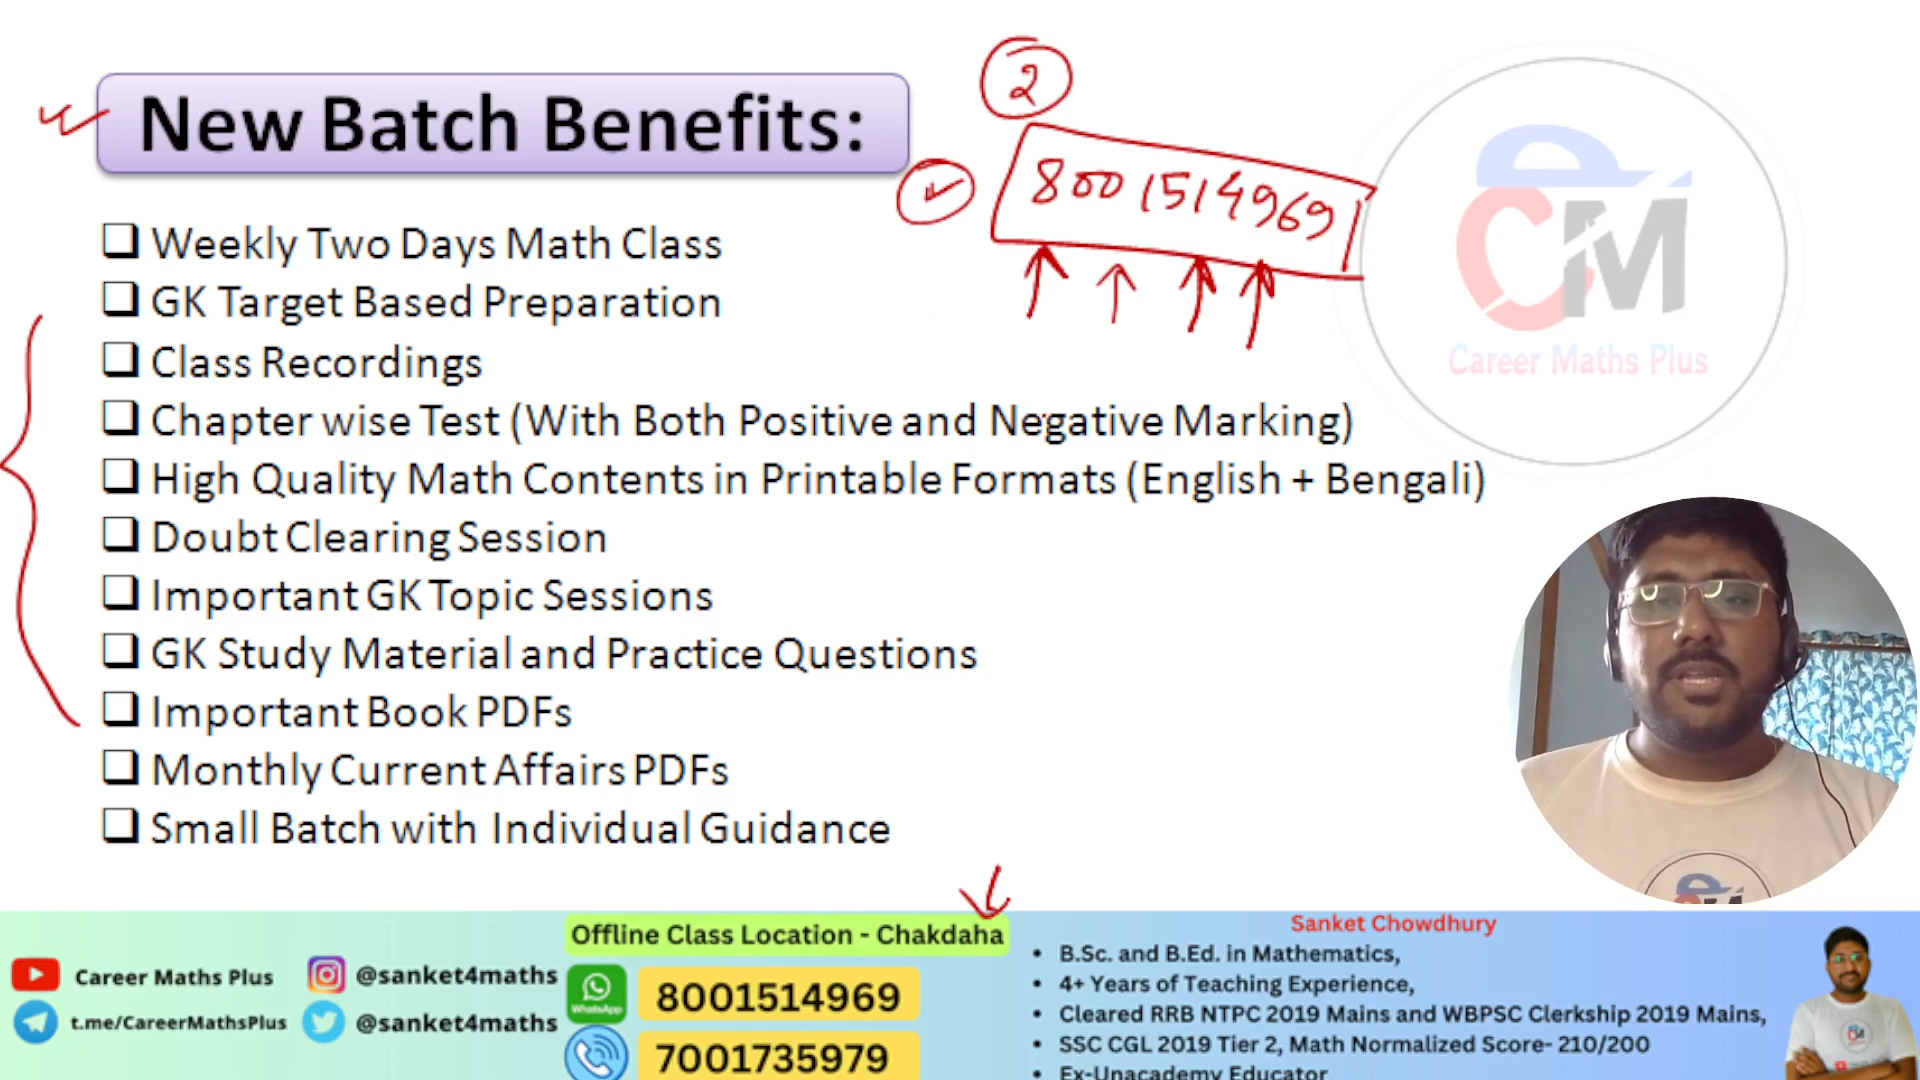 2
New Batch Benefits:
8001514969
Weekly Two Days Math Class
GK Target Based Preparation
Class Recordings
Chapter wise Test (With Both Positive and Negative Marking)
High Quality Math Contents in Printable Formats (English + Bengali)
Doubt Clearing Session
Important GK Topic Sessions
GK Study Material and Practice Questions
Important Book PDFs
Monthly Current Affairs PDFs
Small Batch with Individual Guidance
CM
Career Maths Plus
Career Maths Plus
@sanket4maths
t.me/CareerMathsPlus
@sanket4maths
Offline Class Location - Chakdaha
WhatsApp
8001514969
7001735979
Sanket Chowdhury
• B.Sc. and B.Ed. in Mathematics,
• 4+ Years of Teaching Experience,
• Cleared RRB NTPC 2019 Mains and WBPSC Clerkship 2019 Mains,
• SSC CGL 2019 Tier 2, Math Normalized Score- 210/200
• Ex-Unacademy Educator